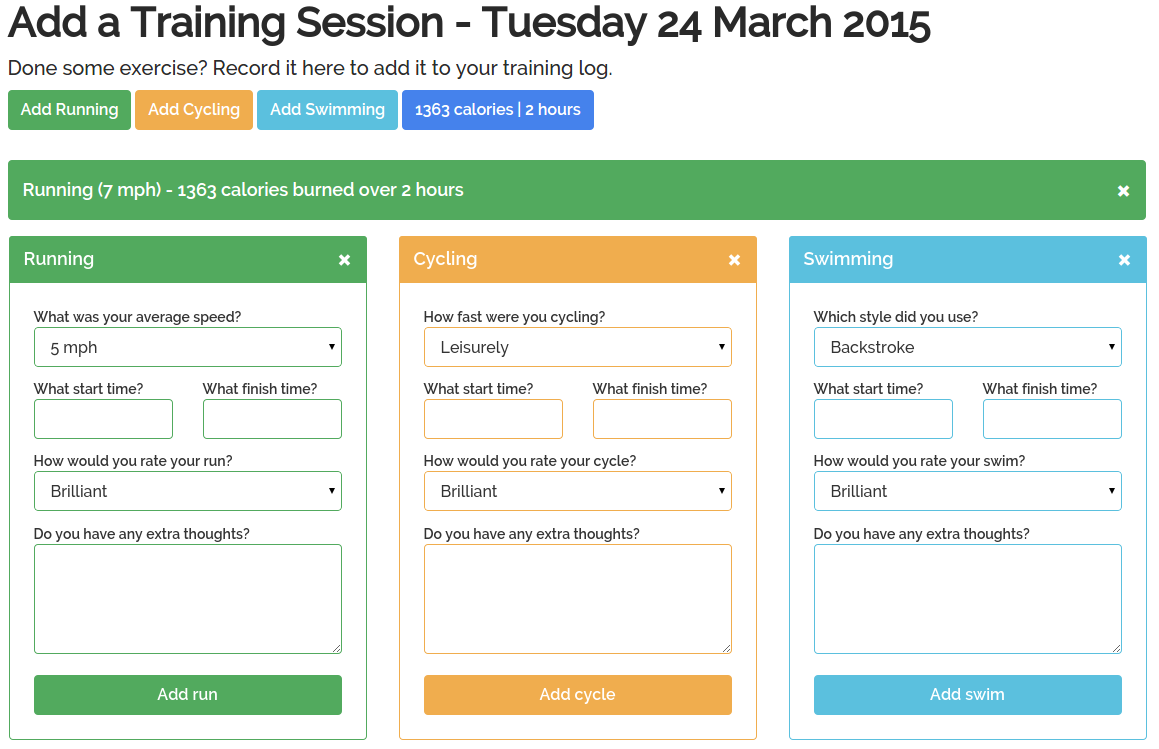 Add a Training Session - Tuesday 24 March 2015
Done some exercise? Record it here to add it to your training log.
Add Running Add Cycling Add Swimming 1363 calories | 2 hours
Running (7 mph) - 1363 calories burned over 2 hours
Running
What was your average speed?
5 mph
What start time? What finish time?
How would you rate your run?
Brilliant
Do you have any extra thoughts?
Add run
Cycling
How fast were you cycling?
Leisurely
What start time? What finish time?
How would you rate your cycle?
Brilliant
Do you have any extra thoughts?
Add cycle
Swimming
Which style did you use?
Backstroke
What start time? What finish time?
How would you rate your swim?
Brilliant
Do you have any extra thoughts?
Add swim